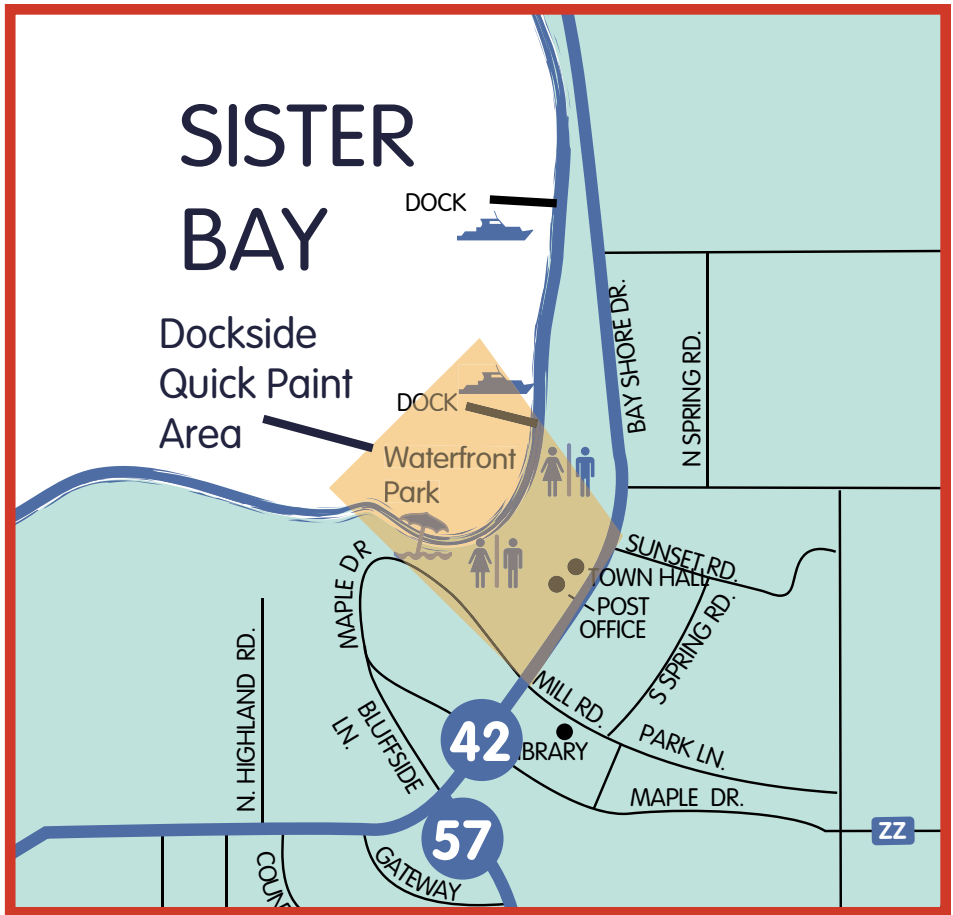 SISTER
BAY
DOCK
Dockside
Quick Paint
Area
DOCK
Waterfront
Park
BAY SHORE DR.
N SPRING RD.
SUNSET RD.
TOWN HALL
POST
OFFICE
MAPLE DR
S SPRING RD.
N. HIGHLAND RD.
MILL RD.
BLUFFSIDE
LN.
42
IBRARY
PARK LN.
MAPLE DR.
57
ZZ
GATEWAY
COUN